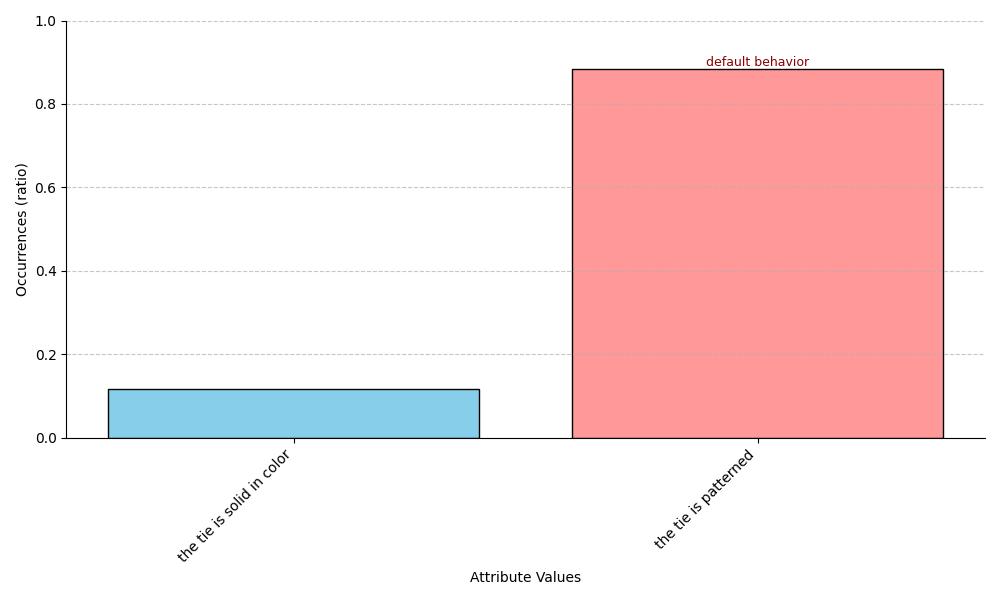 1.0
default behavior
0.8
0.6
0.4
0.2
0.0
Occurrences (ratio)
the tie is solid in color
the tie is patterned
Attribute Values